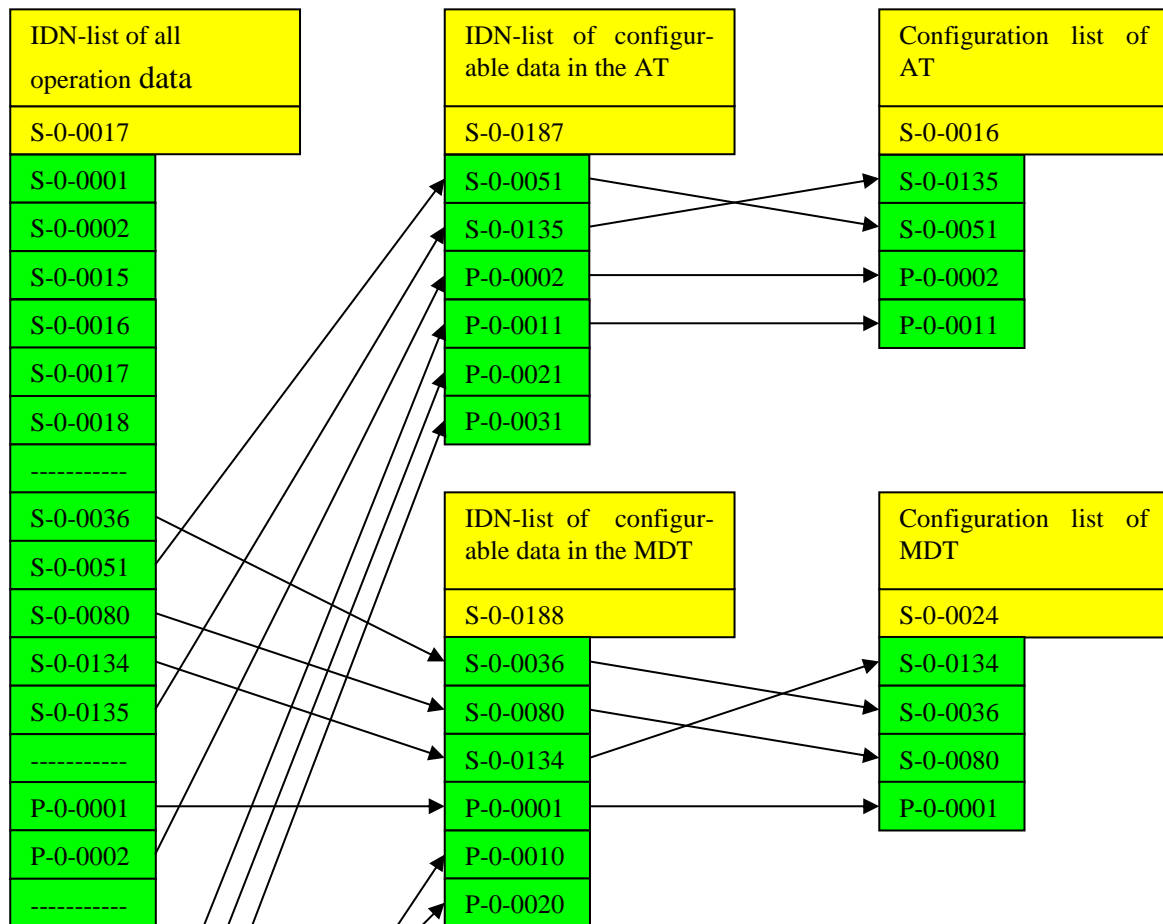 IDN-list of all
operation data
S-0-0017
S-0-0001
S-0-0002
S-0-0015
S-0-0016
S-0-0017
S-0-0018
-----------
S-0-0036
S-0-0051
S-0-0080
S-0-0134
S-0-0135
-----------
P-0-0001
P-0-0002
-----------
IDN-list of configur-
able data in the AT
S-0-0187
S-0-0051
S-0-0135
P-0-0002
P-0-0011
P-0-0021
P-0-0031
Configuration list of
AT
S-0-0016
S-0-0135
S-0-0051
P-0-0002
P-0-0011
IDN-list of configur-
able data in the MDT
S-0-0188
S-0-0036
S-0-0080
S-0-0134
P-0-0001
P-0-0010
P-0-0020
Configuration list of
MDT
S-0-0024
S-0-0134
S-0-0036
S-0-0080
P-0-0001